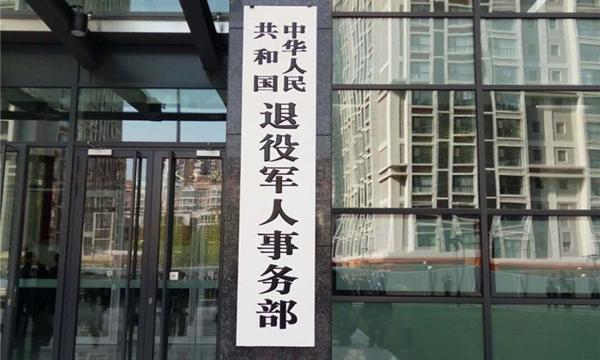 中华人民
共和国
退役军人事务部